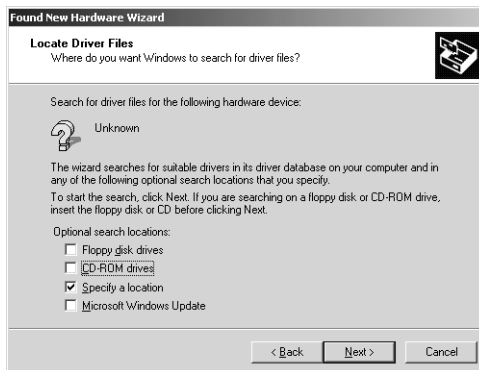 Found New Hardware Wizard
Locate Driver Files
Where do you want Windows to search for driver files?
Search for driver files for the following hardware device:
Unknown
The wizard searches for suitable drivers in its driver database on your computer and in
any of the following optional search locations that you specify.
To start the search, click Next. If you are searching on a floppy disk or CD-ROM drive,
insert the floppy disk or CD before clicking Next.
Optional search locations:
Floppy disk drives
CD-ROM drives
Specify a location
Microsoft Windows Update
< Back Next > Cancel